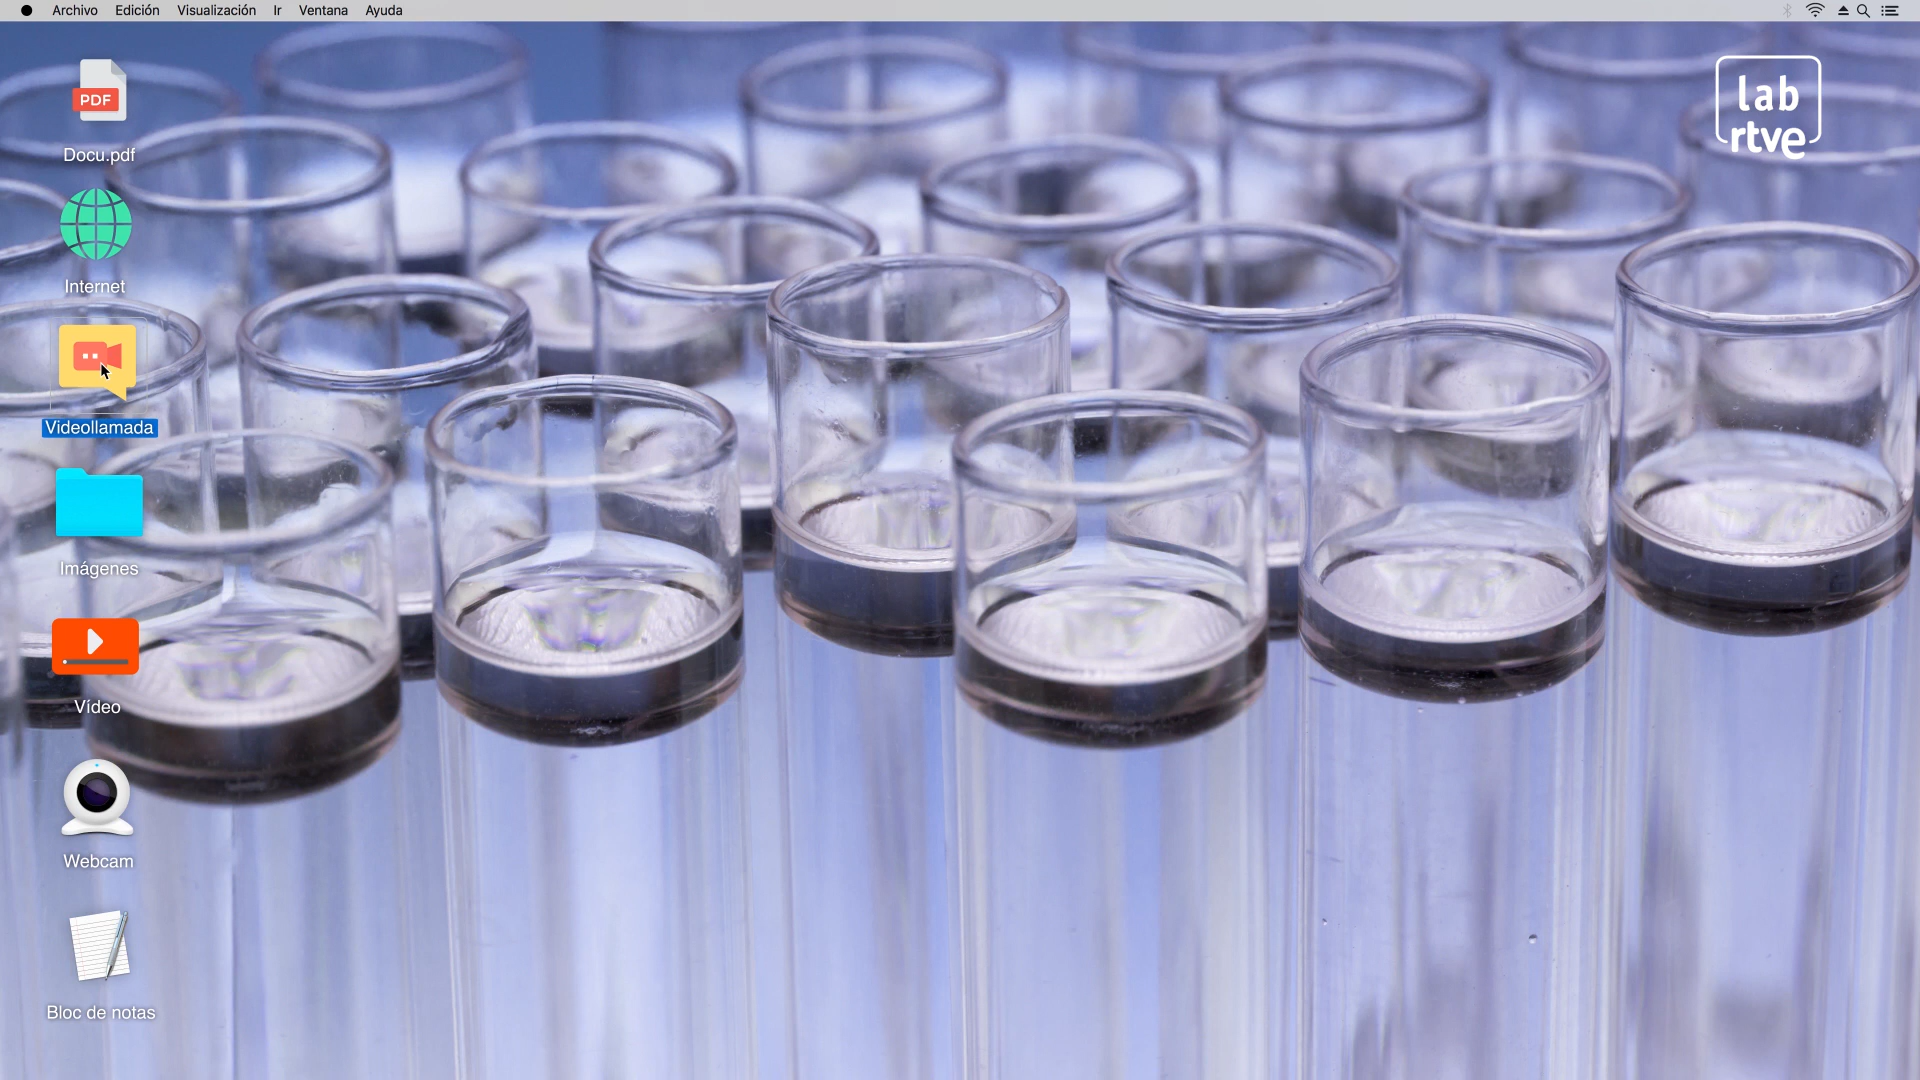 Archivo Edición Visualización Ir Ventana Ayuda
lab
rtve
PDF
Docu.pdf
Internet
Videollamada
Imágenes
Vídeo
Webcam
Bloc de notas